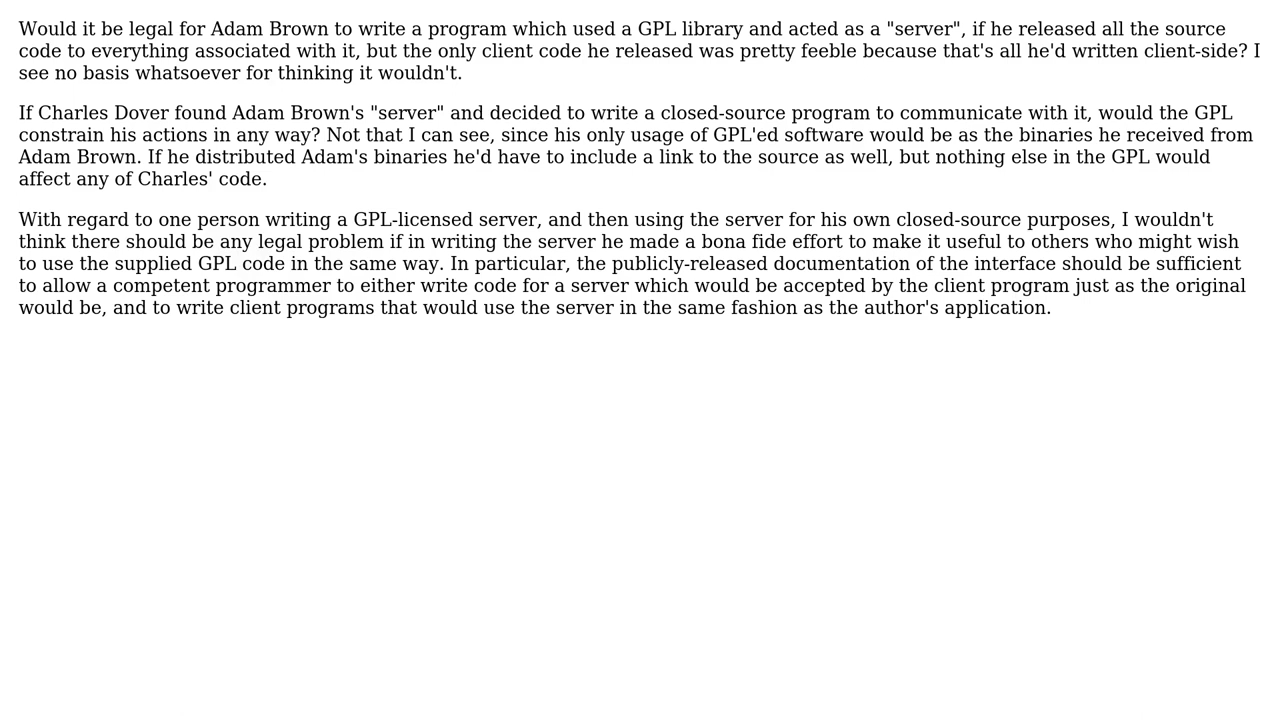 Would it be legal for Adam Brown to write a program which used a GPL library and acted as a "server", if he released all the source
code to everything associated with it, but the only client code he released was pretty feeble because that's all he'd written client-side? I
see no basis whatsoever for thinking it wouldn't.
If Charles Dover found Adam Brown's "server" and decided to write a closed-source program to communicate with it, would the GPL
constrain his actions in any way? Not that I can see, since his only usage of GPL'ed software would be as the binaries he received from
Adam Brown. If he distributed Adam's binaries he'd have to include a link to the source as well, but nothing else in the GPL would
affect any of Charles' code.
With regard to one person writing a GPL-licensed server, and then using the server for his own closed-source purposes, I wouldn't
think there should be any legal problem if in writing the server he made a bona fide effort to make it useful to others who might wish
to use the supplied GPL code in the same way. In particular, the publicly-released documentation of the interface should be sufficient
to allow a competent programmer to either write code for a server which would be accepted by the client program just as the original
would be, and to write client programs that would use the server in the same fashion as the author's application.